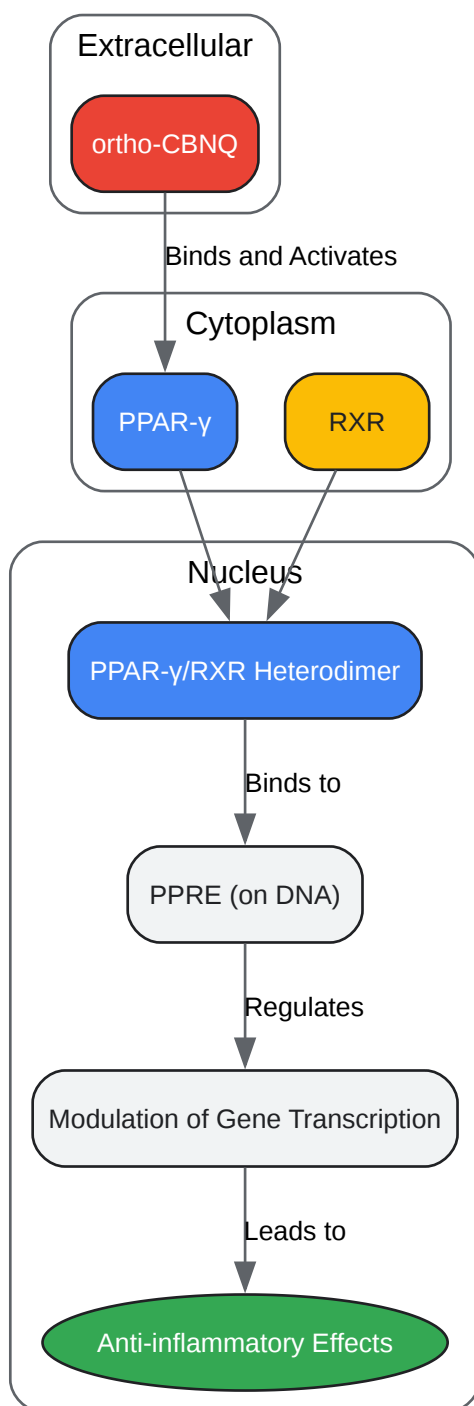 Extracellular
ortho-CBNQ
Binds and Activates
Cytoplasm
PPAR-γ
RXR
Nucleus
PPAR-γ/RXR Heterodimer
Binds to
PPRE (on DNA)
Regulates
Modulation of Gene Transcription
Leads to
Anti-inflammatory Effects